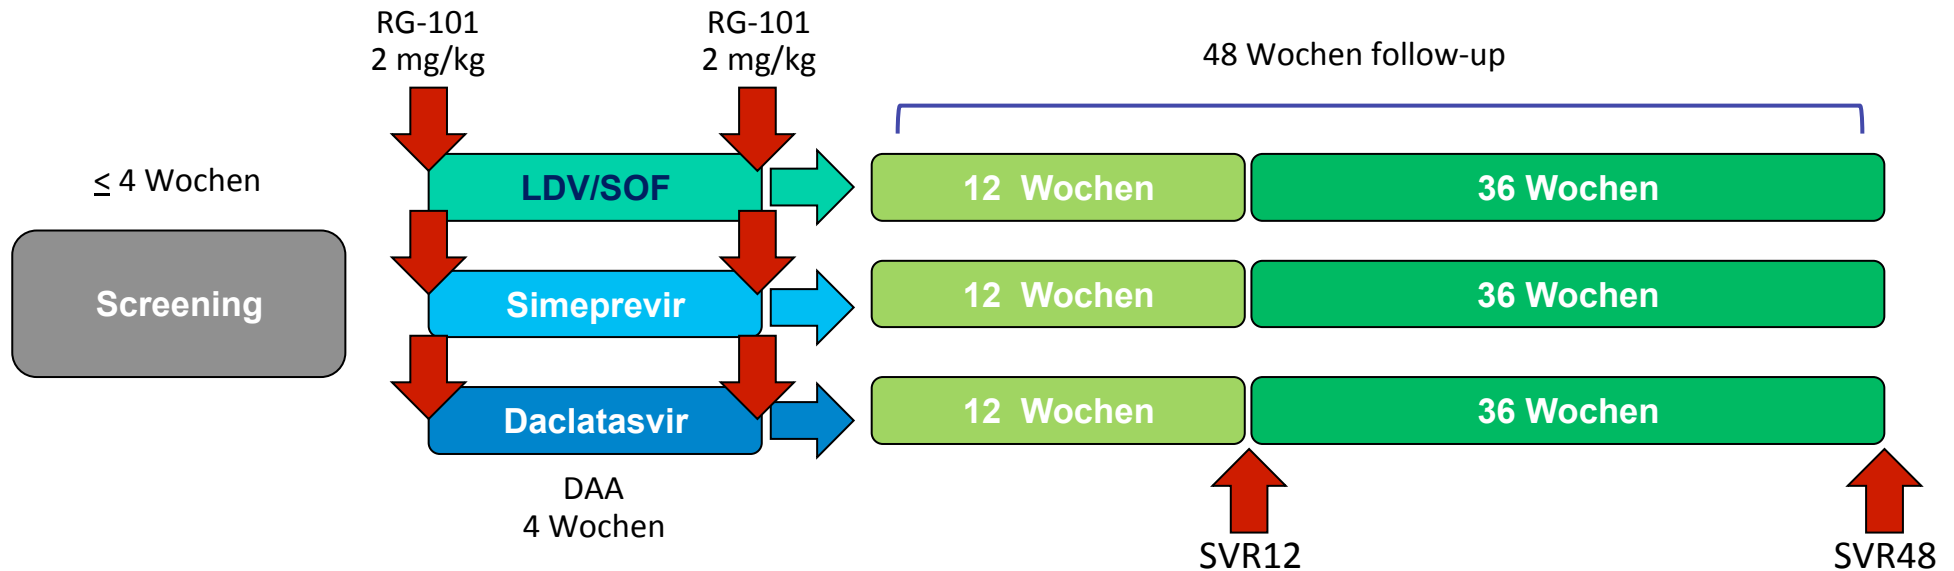 RG-101
2 mg/kg
RG-101
2 mg/kg
48 Wochen follow-up
≤ 4 Wochen
Screening
LDV/SOF
12 Wochen
36 Wochen
Simeprevir
12 Wochen
36 Wochen
Daclatasvir
12 Wochen
36 Wochen
DAA
4 Wochen
SVR12
SVR48